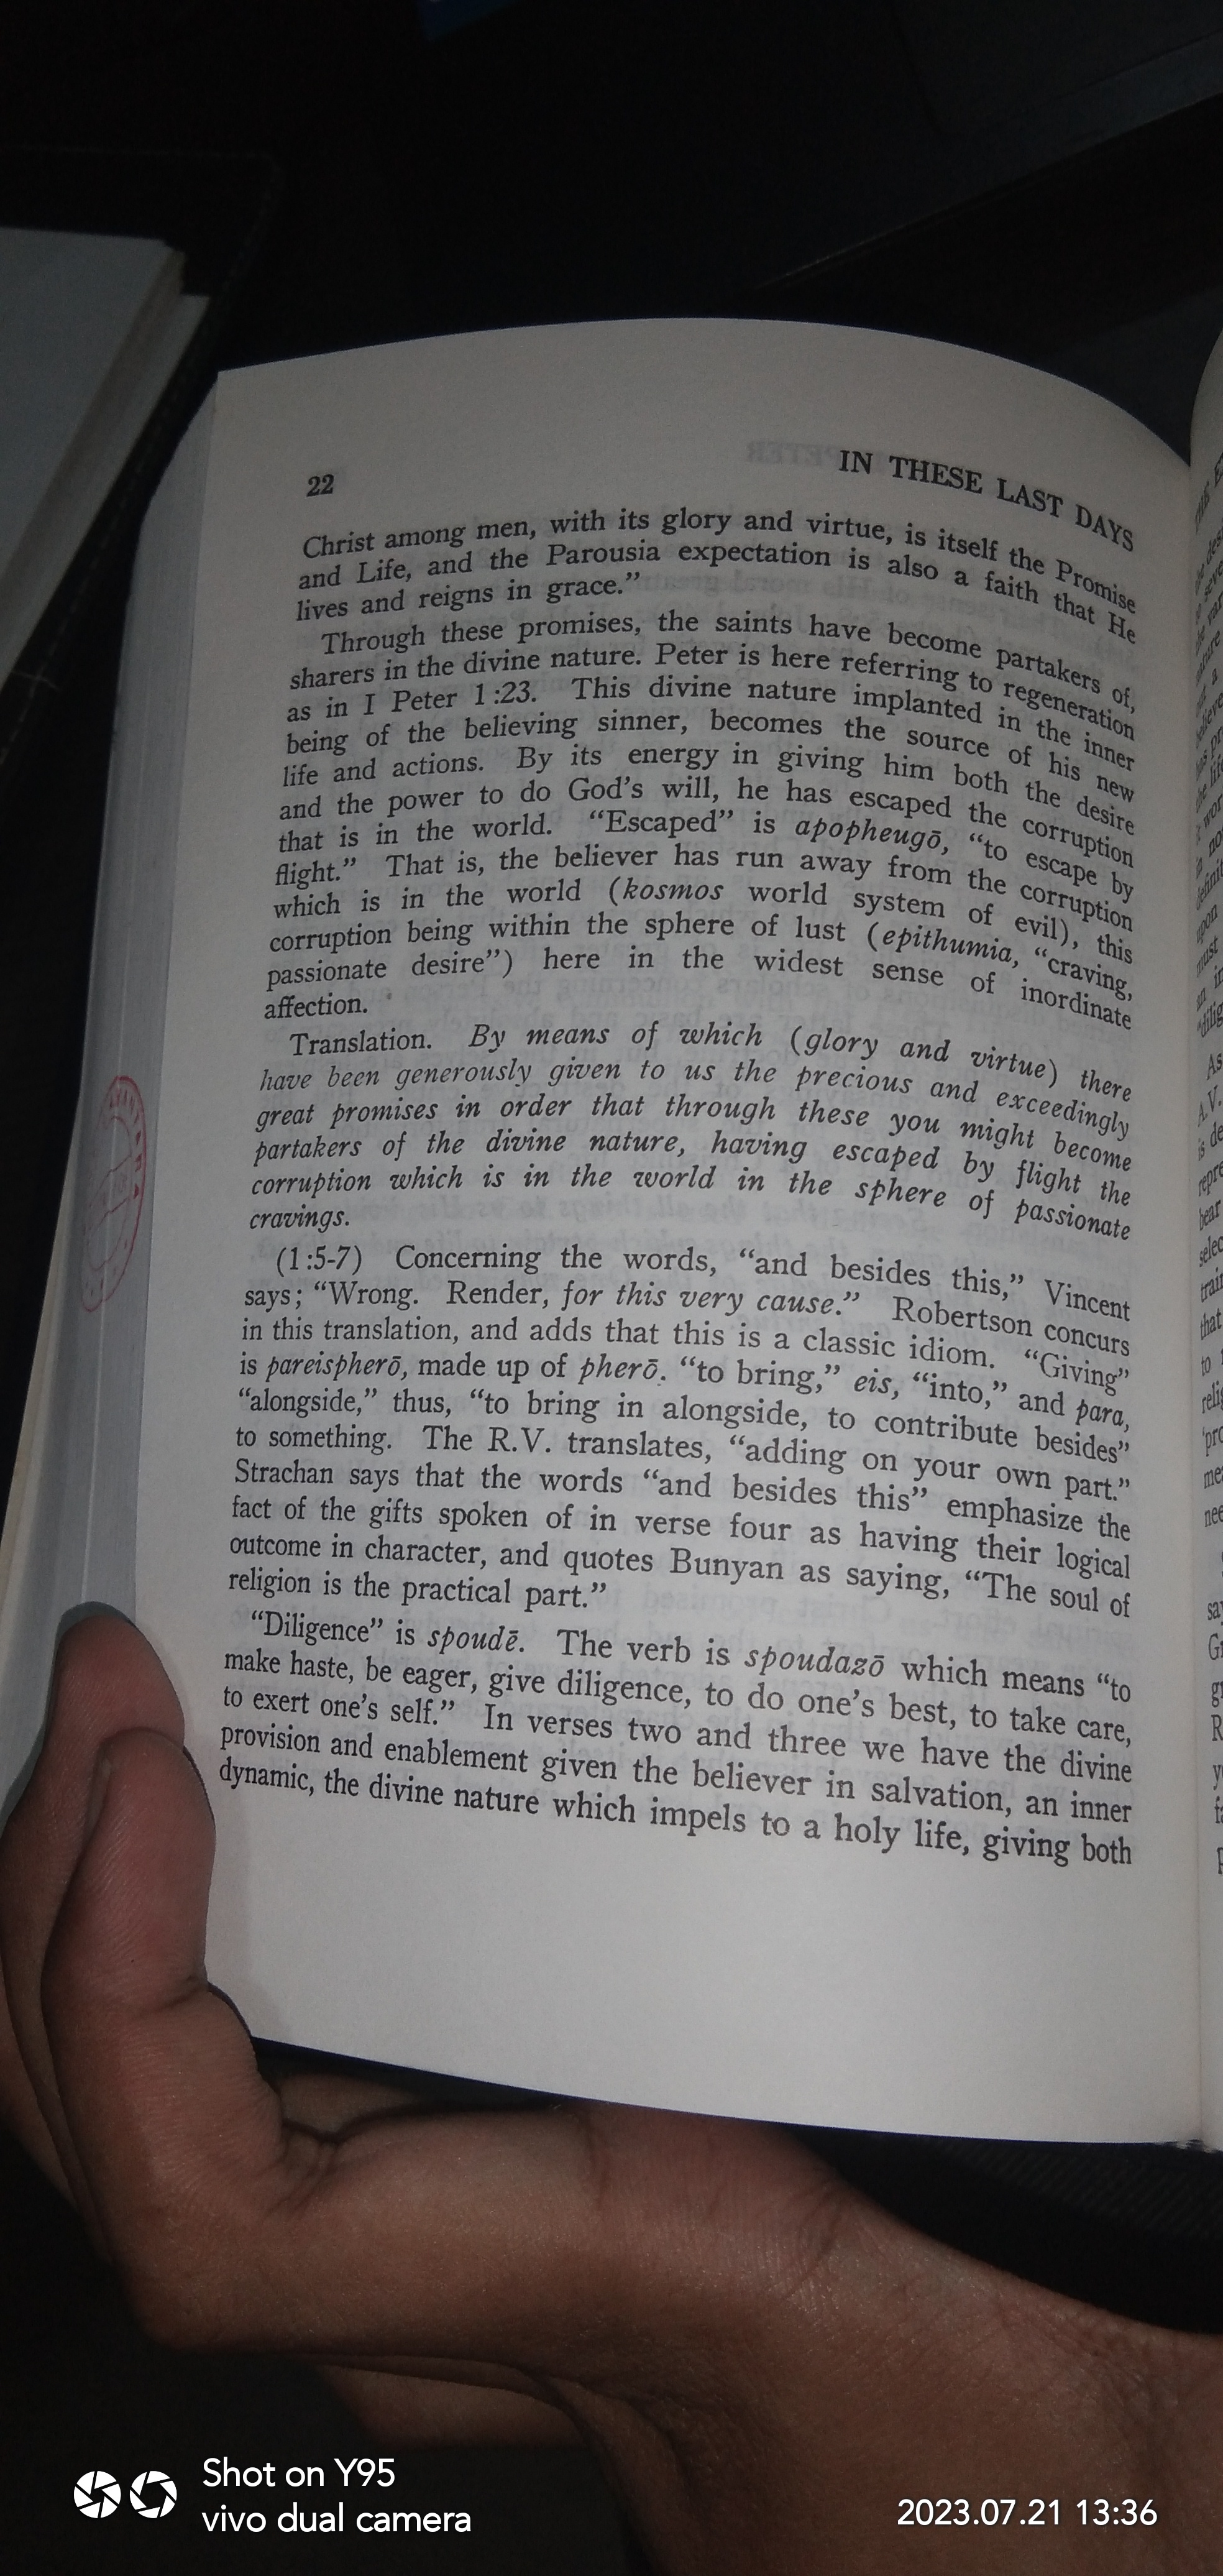 22
IN THESE LAST DAYS
Christ among men, with its glory and virtue, is itself the Promise
and Life, and the Parousia expectation is also a faith that He
lives and reigns in grace.”
Through these promises, the saints have become partakers of,
sharers in the divine nature. Peter is here referring to regeneration
as in I Peter 1:23. This divine nature implanted in the inner
being of the believing sinner, becomes the source of his new
life and actions. By its energy in giving him both the desire
and the power to do God’s will, he has escaped the corruption
that is in the world. “Escaped” is apopheugō, “to escape by
flight.” That is, the believer has run away from the corruption
which is in the world (kosmos world system of evil), this
corruption being within the sphere of lust (epithumia, “craving,
passionate desire”) here in the widest sense of inordinate
affection.
Translation. By means of which (glory and virtue) there
have been generously given to us the precious and exceedingly
great promises in order that through these you might become
partakers of the divine nature, having escaped by flight the
corruption which is in the world in the sphere of passionate
cravings.
(1:5-7) Concerning the words, “and besides this,” Vincent
says; “Wrong. Render, for this very cause.” Robertson concurs
in this translation, and adds that this is a classic idiom. “Giving”
is pareispherō, made up of pherō. “to bring,” eis, “into,” and para,
“alongside,” thus, “to bring in alongside, to contribute besides”
to something. The R.V. translates, “adding on your own part.”
Strachan says that the words “and besides this” emphasize the
fact of the gifts spoken of in verse four as having their logical
outcome in character, and quotes Bunyan as saying, “The soul of
religion is the practical part.”
“Diligence” is spoudē. The verb is spoudazō which means “to
make haste, be eager, give diligence, to do one’s best, to take care,
to exert one’s self.” In verses two and three we have the divine
provision and enablement given the believer in salvation, an inner
dynamic, the divine nature which impels to a holy life, giving both
Shot on Y95
vivo dual camera
2023.07.21 13:36